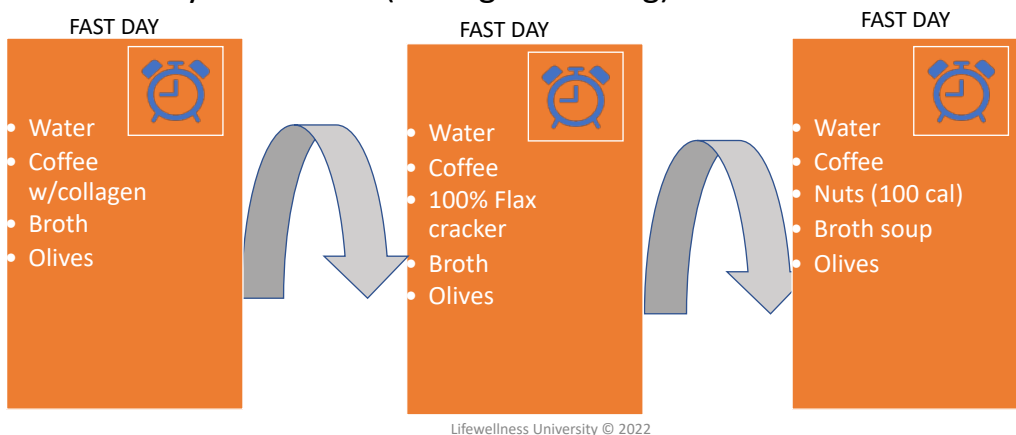 FAST DAY
• Water
• Coffee
w/collagen
• Broth
• Olives
FAST DAY
• Water
• Coffee
• 100% Flax
cracker
• Broth
• Olives
FAST DAY
• Water
• Coffee
• Nuts (100 cal)
• Broth soup
• Olives
Lifewellness University © 2022